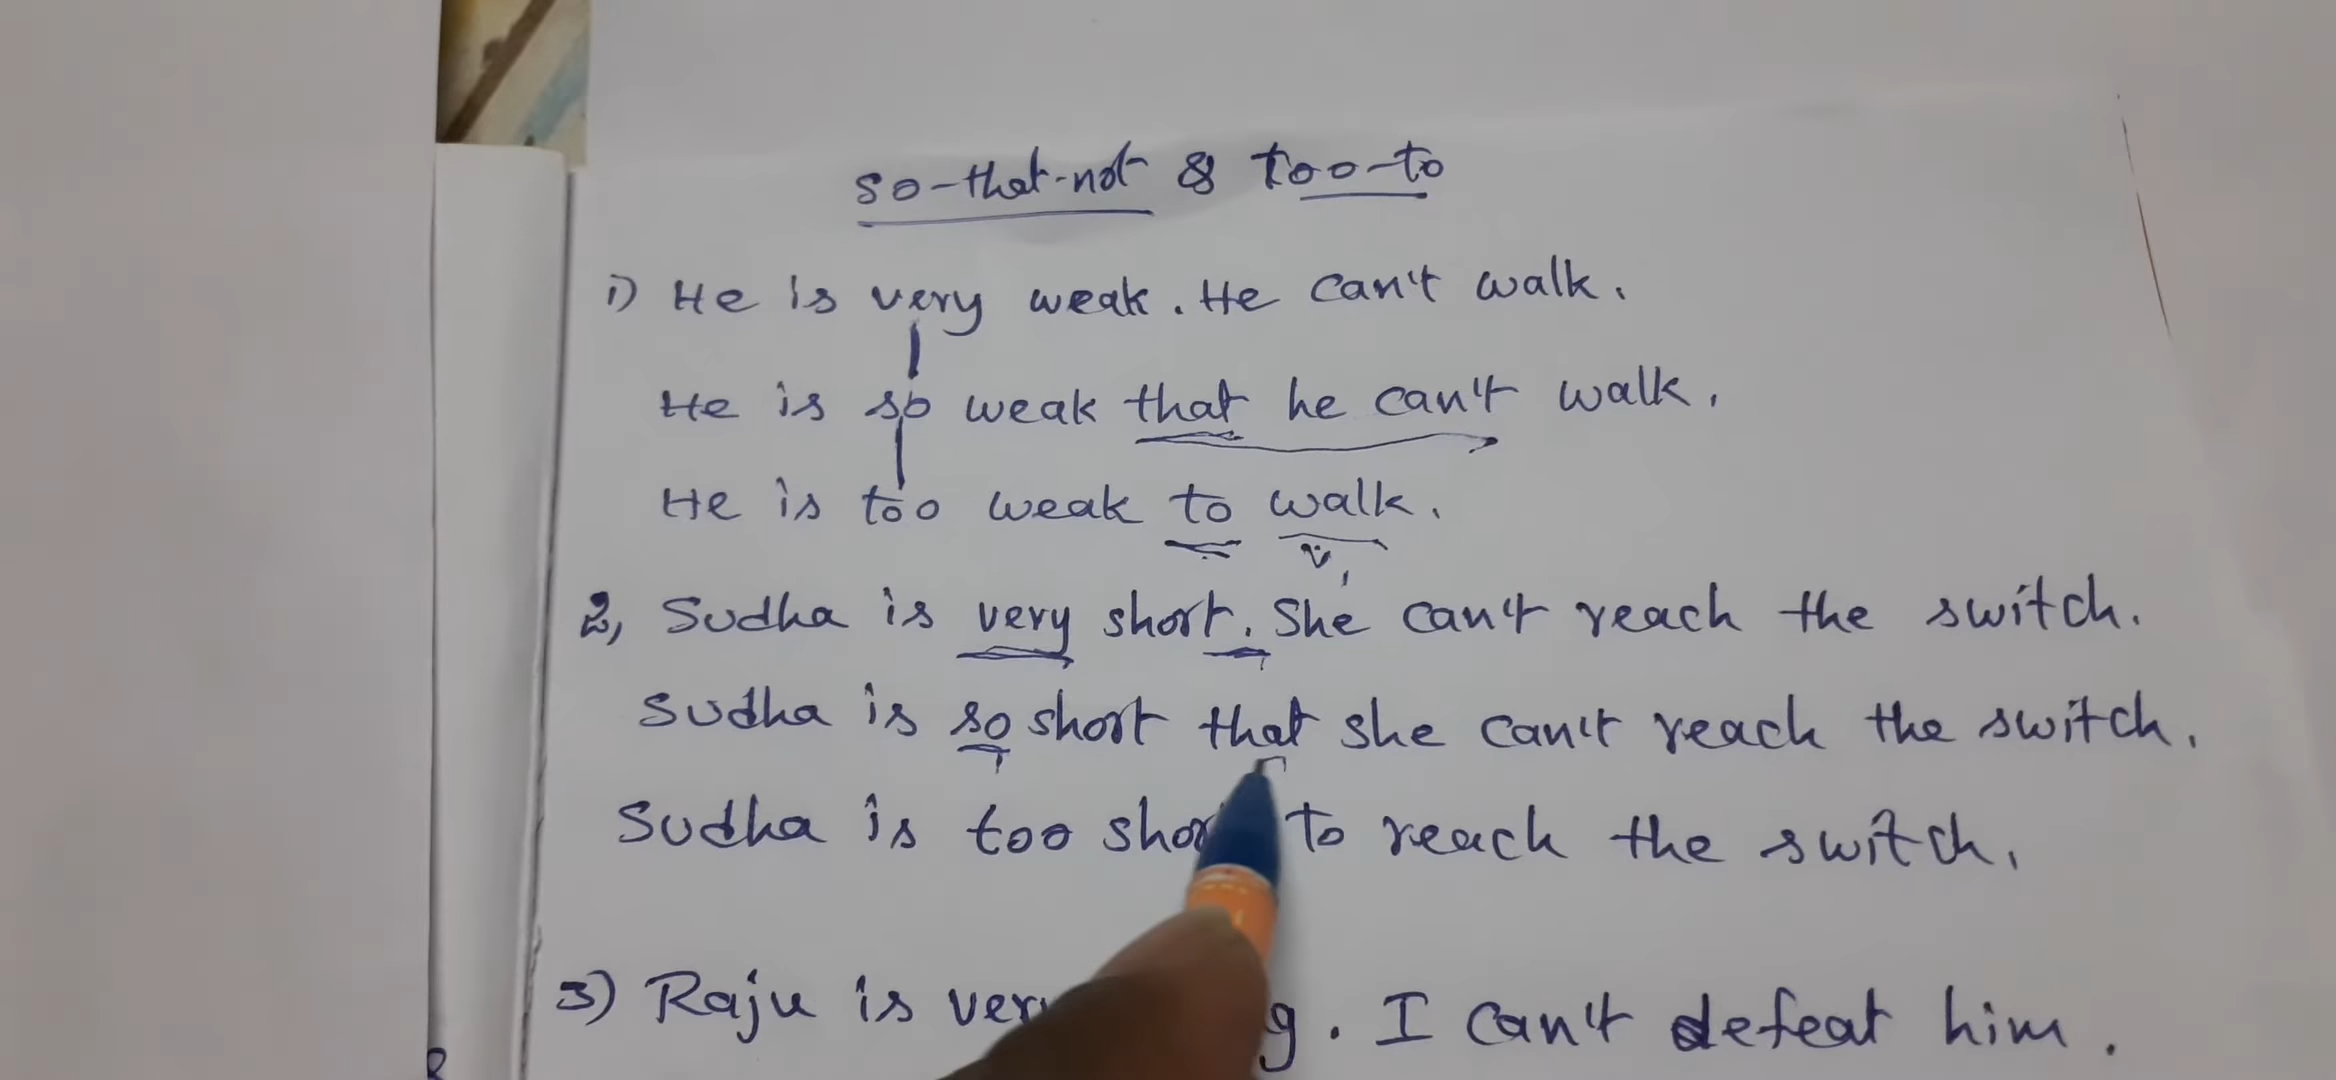 so-that-not & too-to
1) He is very weak. He can't walk.
He is so weak that he can't walk.
He is too weak to walk.
V1
2, Sudha is very short. She can't reach the switch.
Sudha is so short that she can't reach the switch.
Sudha is too to reach the switch.
3) Raju is I can't defeat him.